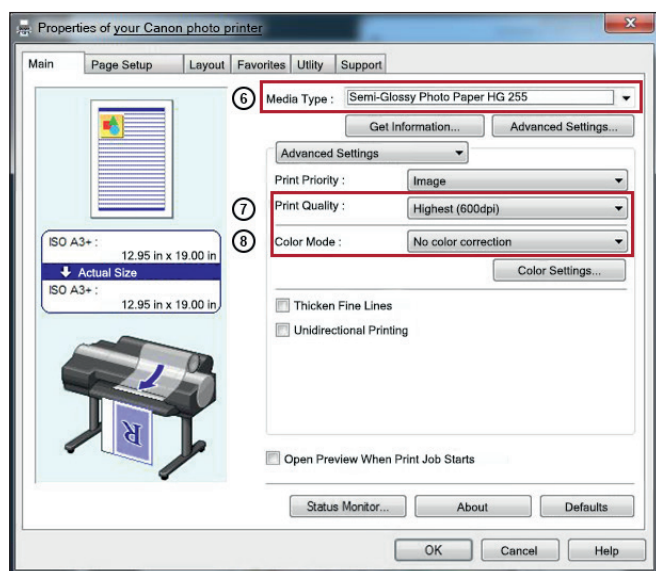 Properties of your Canon photo printer
Main Page Setup Layout Favorites Utlity Support
6 Media Type : Semi-Glossy Photo Paper HG 255
Get Information... Advanced Settings...
Advanced Settings
Print Priority : Image
7 Print Quality : Highest (600dpi)
8 Color Mode : No color correction
Color Settings...
ISO A3+ :
12.95 in x 19.00 in
Actual Size
ISO A3+ :
12.95 in x 19.00 in
Thicken Fine Lines
Unidirectional Printing
R
Open Preview When Print Job Starts
Status Monitor... About Defaults
OK Cancel Help